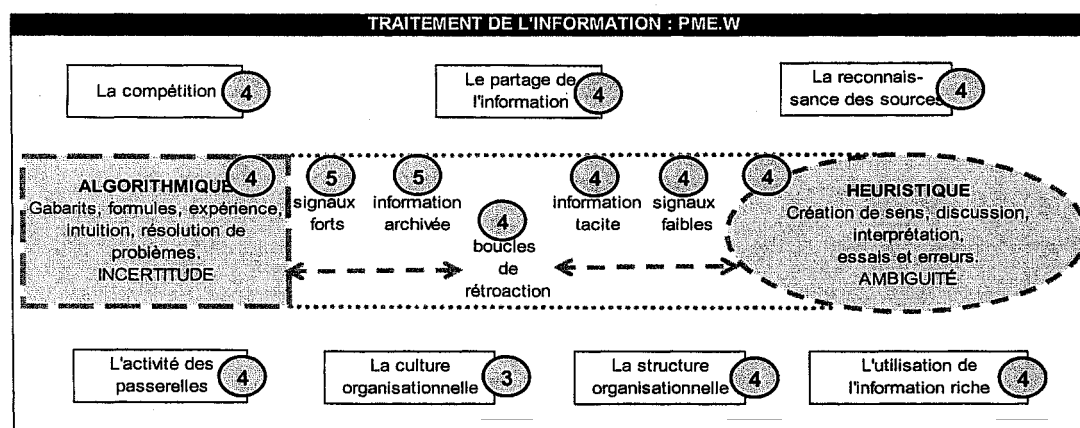 TRAITEMENT DE L'INFORMATION : PME.W
La compétition 4
Le partage de
l'information 4
La reconnais-
sance des sources 4
ALGORITHMIQUE 4
Gabarits, formules, expérience,
intuition, résolution de
problèmes.
INCERTITUDE
5
signaux
forts
5
information
archivée
4
boucles
de
rétroaction
4
information
tacite
4
signaux
faibles
4
HEURISTIQUE
Création de sens, discussion,
interprétation,
essais et erreurs.
AMBIGUITÉ
L'activité des
passerelles 4
La culture
organisationnelle 3
La structure
organisationnelle 4
L'utilisation de
l'information riche 4